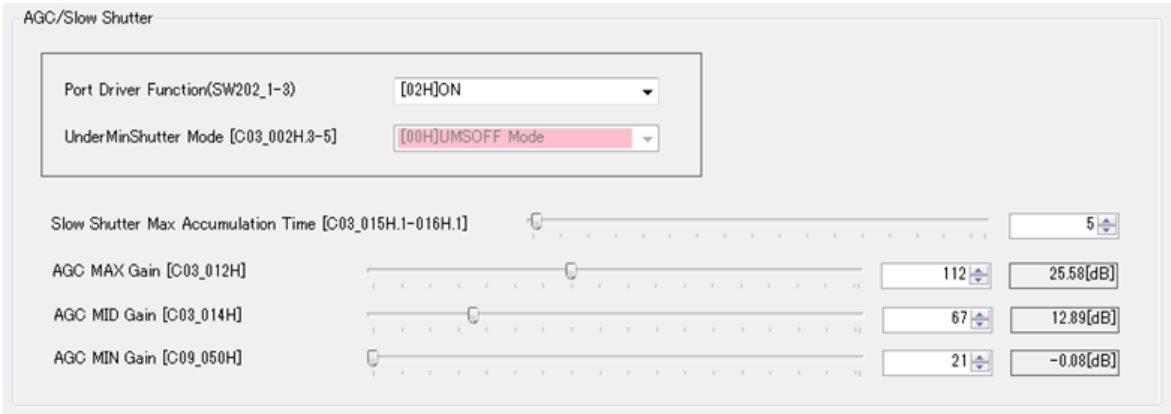 AGC/Slow Shutter
Port Driver Function(SW202_1-3) [02H]ON
UnderMinShutter Mode [C03_002H.3-5] [00H]UMSOFF Mode
Slow Shutter Max Accumulation Time [C03_015H.1-016H.1] 5
AGC MAX Gain [C03_012H] 112 25.58[dB]
AGC MID Gain [C03_014H] 67 12.89[dB]
AGC MIN Gain [C09_050H] 21 -0.08[dB]